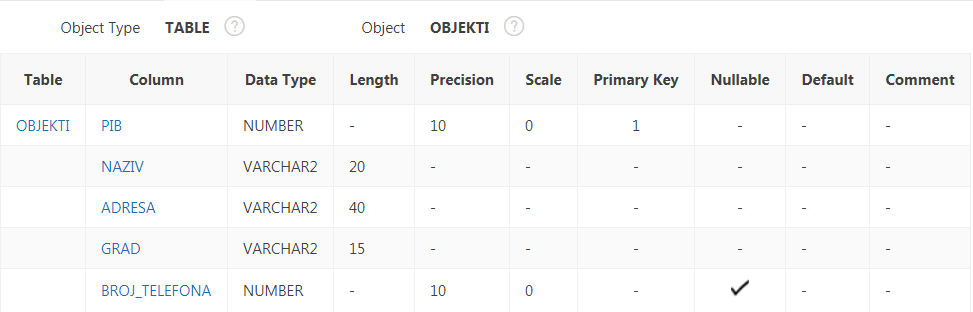 Object Type TABLE ? Object OBJEKTI ?
Table Column Data Type Length Precision Scale Primary Key Nullable Default Comment
OBJEKTI PIB NUMBER - 10 0 1 - - -
NAZIV VARCHAR2 20 - - - - - -
ADRESA VARCHAR2 40 - - - - - -
GRAD VARCHAR2 15 - - - - - -
BROJ_TELEFONA NUMBER - 10 0 - ✓ - -